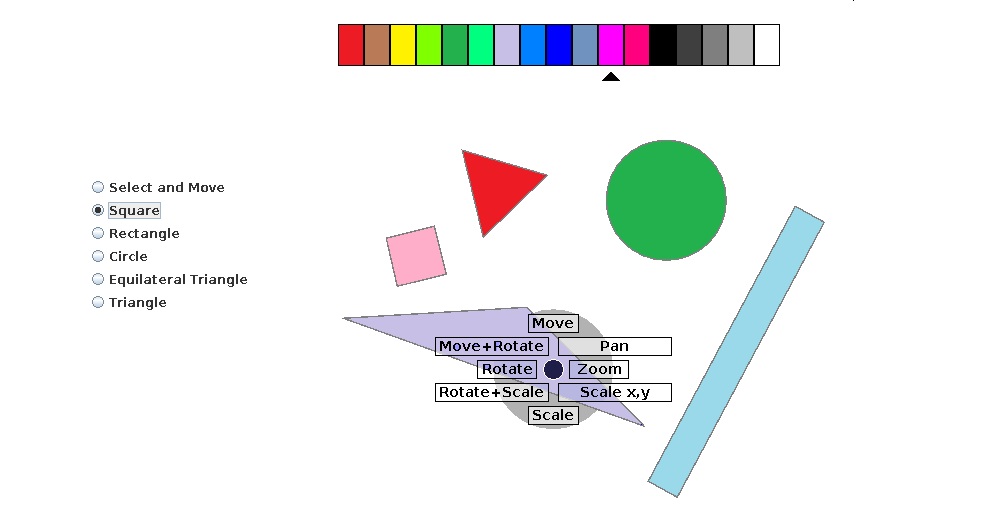 Select and Move
Square
Rectangle
Circle
Equilateral Triangle
Triangle
Move
Move+Rotate
Pan
Rotate
Zoom
Rotate+Scale
Scale x,y
Scale